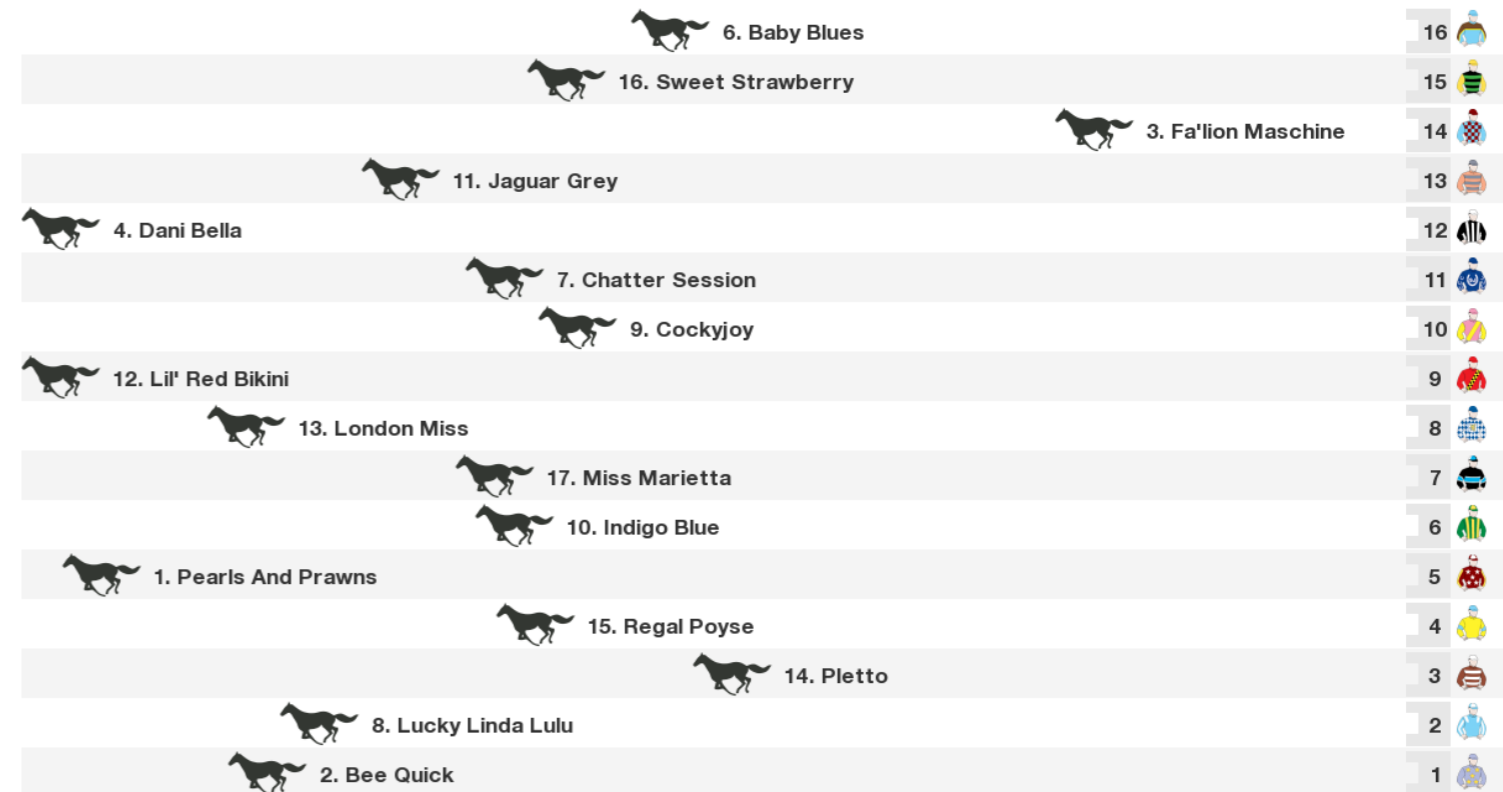 6. Baby Blues 16
16. Sweet Strawberry 15
3. Fa'lion Maschine 14
11. Jaguar Grey 13
4. Dani Bella 12
7. Chatter Session 11
9. Cockyjoy 10
12. Lil' Red Bikini 9
13. London Miss 8
17. Miss Marietta 7
10. Indigo Blue 6
1. Pearls And Prawns 5
15. Regal Poyse 4
14. Pletto 3
8. Lucky Linda Lulu 2
2. Bee Quick 1